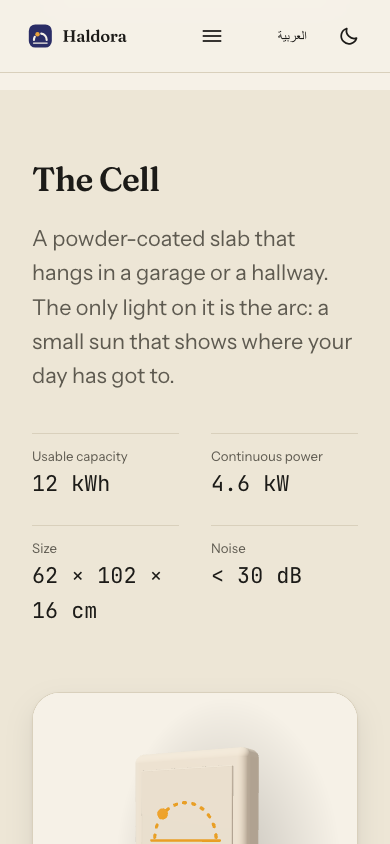 Haldora
العربية
The Cell
A powder-coated slab that
hangs in a garage or a hallway.
The only light on it is the arc: a
small sun that shows where your
day has got to.
Usable capacity
12 kWh
Continuous power
4.6 kW
Size
62 × 102 ×
16 cm
Noise
< 30 dB